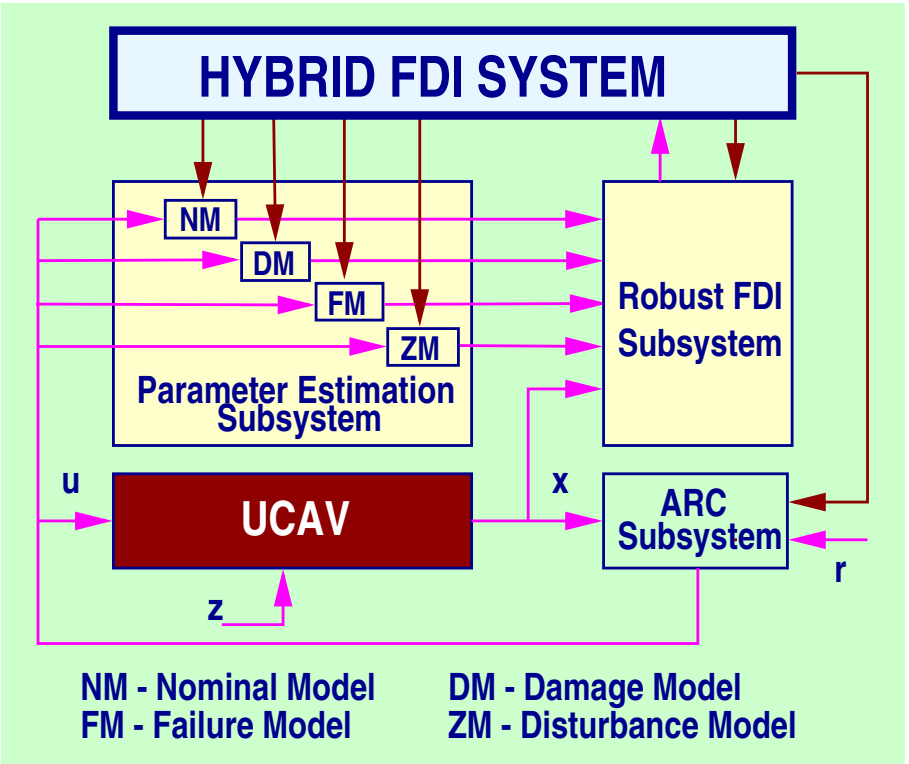 HYBRID FDI SYSTEM
NM
DM
FM
ZM
Parameter Estimation
Subsystem
Robust FDI
Subsystem
u
UCAV
x
ARC
Subsystem
r
z
NM - Nominal Model
DM - Damage Model
FM - Failure Model
ZM - Disturbance Model